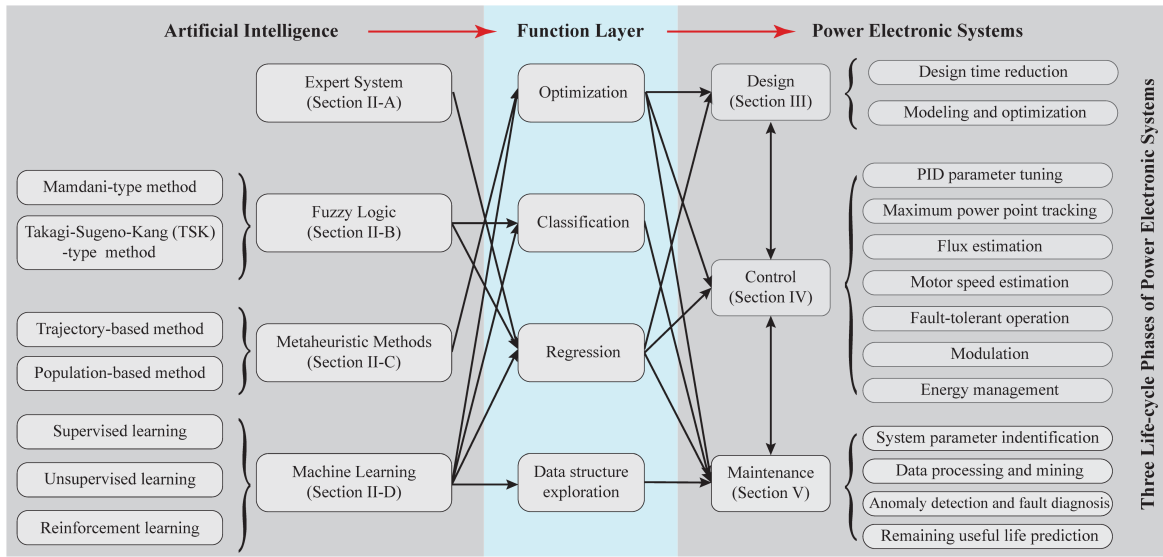 Artificial Intelligence
Function Layer
Power Electronic Systems
Expert System
(Section II-A)
Mamdani-type method
Takagi-Sugeno-Kang (TSK)
-type method
Fuzzy Logic
(Section II-B)
Trajectory-based method
Population-based method
Metaheuristic Methods
(Section II-C)
Supervised learning
Unsupervised learning
Reinforcement learning
Machine Learning
(Section II-D)
Optimization
Classification
Regression
Data structure
exploration
Design
(Section III)
Design time reduction
Modeling and optimization
Control
(Section IV)
PID parameter tuning
Maximum power point tracking
Flux estimation
Motor speed estimation
Fault-tolerant operation
Modulation
Energy management
Maintenance
(Section V)
System parameter indentification
Data processing and mining
Anomaly detection and fault diagnosis
Remaining useful life prediction
Three Life-cycle Phases of Power Electronic Systems